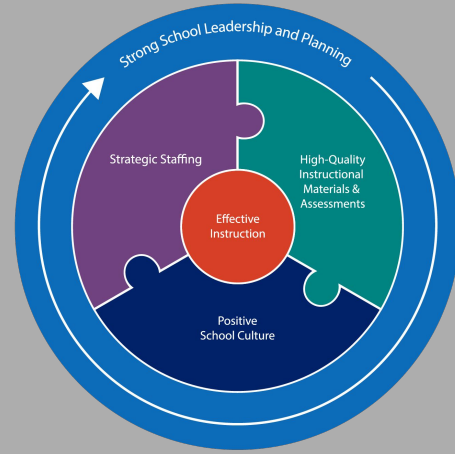 Strong School Leadership and Planning
Strategic Staffing
High-Quality
Instructional
Materials &
Assessments
Effective
Instruction
Positive
School Culture